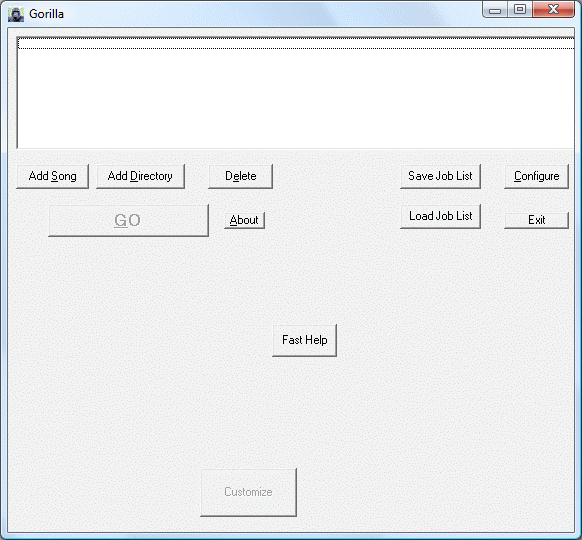 Gorilla
Add Song Add Directory Delete Save Job List Configure
GO About Load Job List Exit
Fast Help
Customize